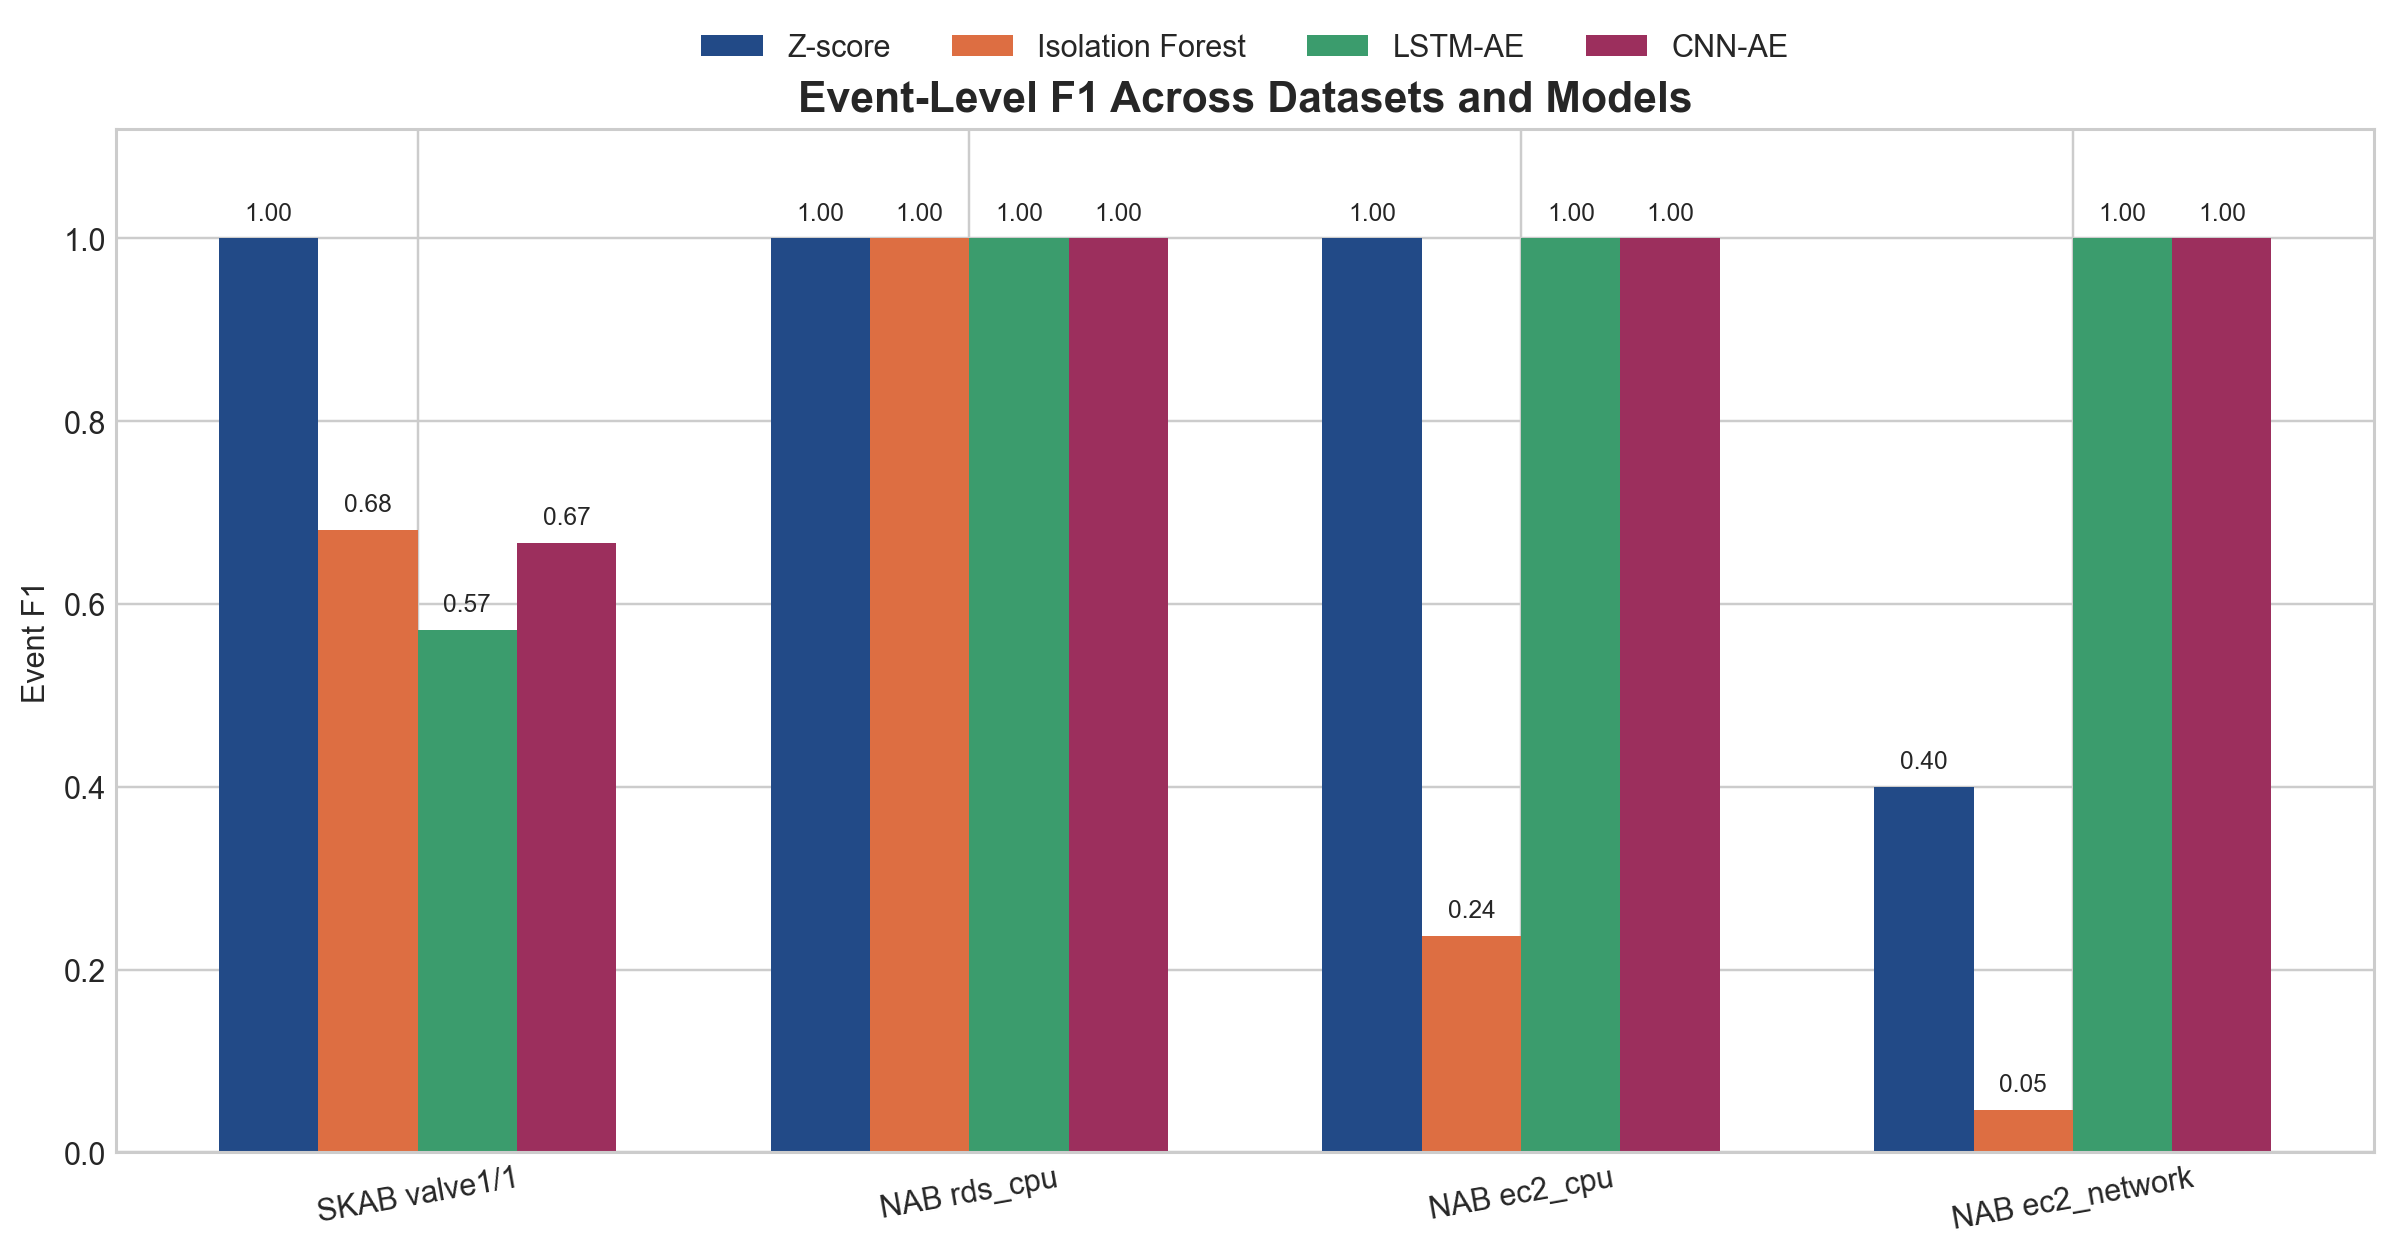 Z-score Isolation Forest LSTM-AE CNN-AE
Event-Level F1 Across Datasets and Models
Event F1
1.0
0.8
0.6
0.4
0.2
0.0
1.00
0.68
0.57
0.67
1.00 1.00 1.00 1.00
1.00
0.24
1.00 1.00
0.40
0.05
1.00 1.00
SKAB valve1/1
NAB rds_cpu
NAB ec2_cpu
NAB ec2_network